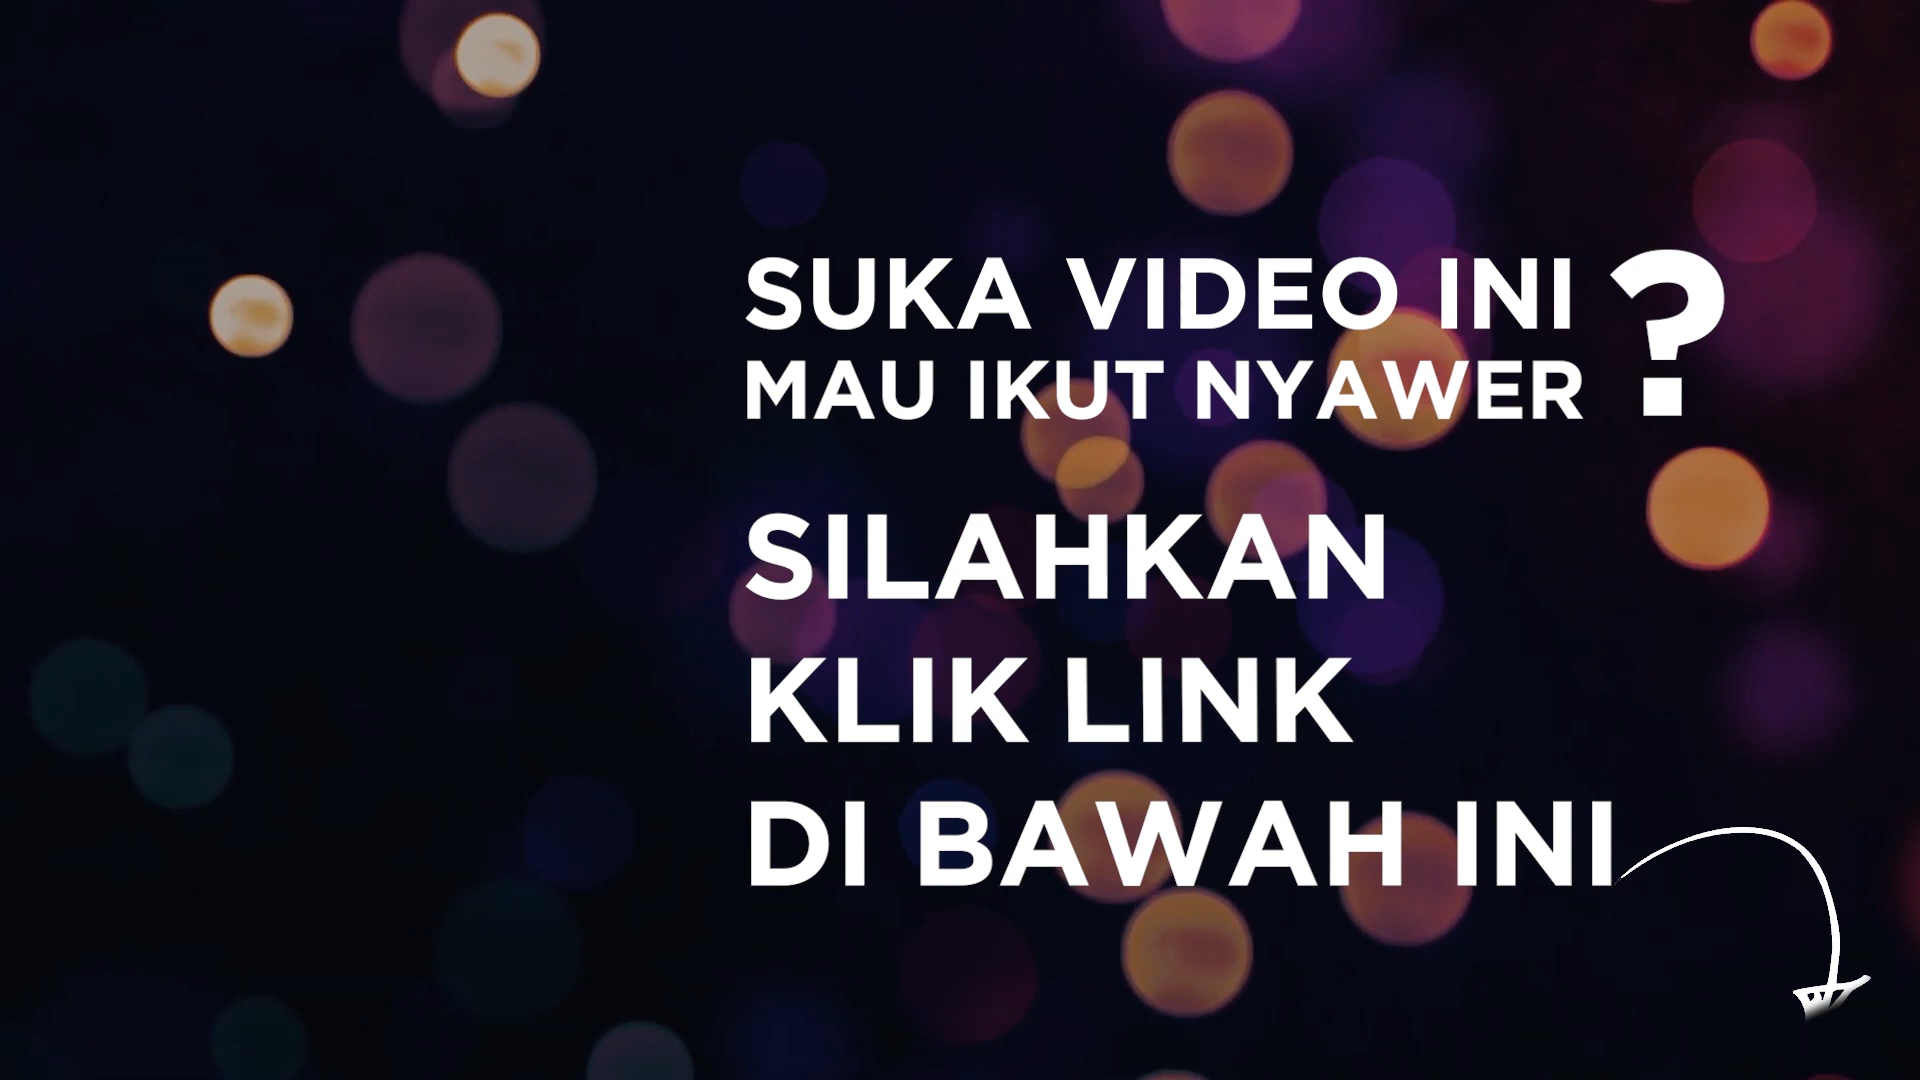 SUKA VIDEO INI
MAU IKUT NYAWER ?
SILAHKAN
KLIK LINK
DI BAWAH INI